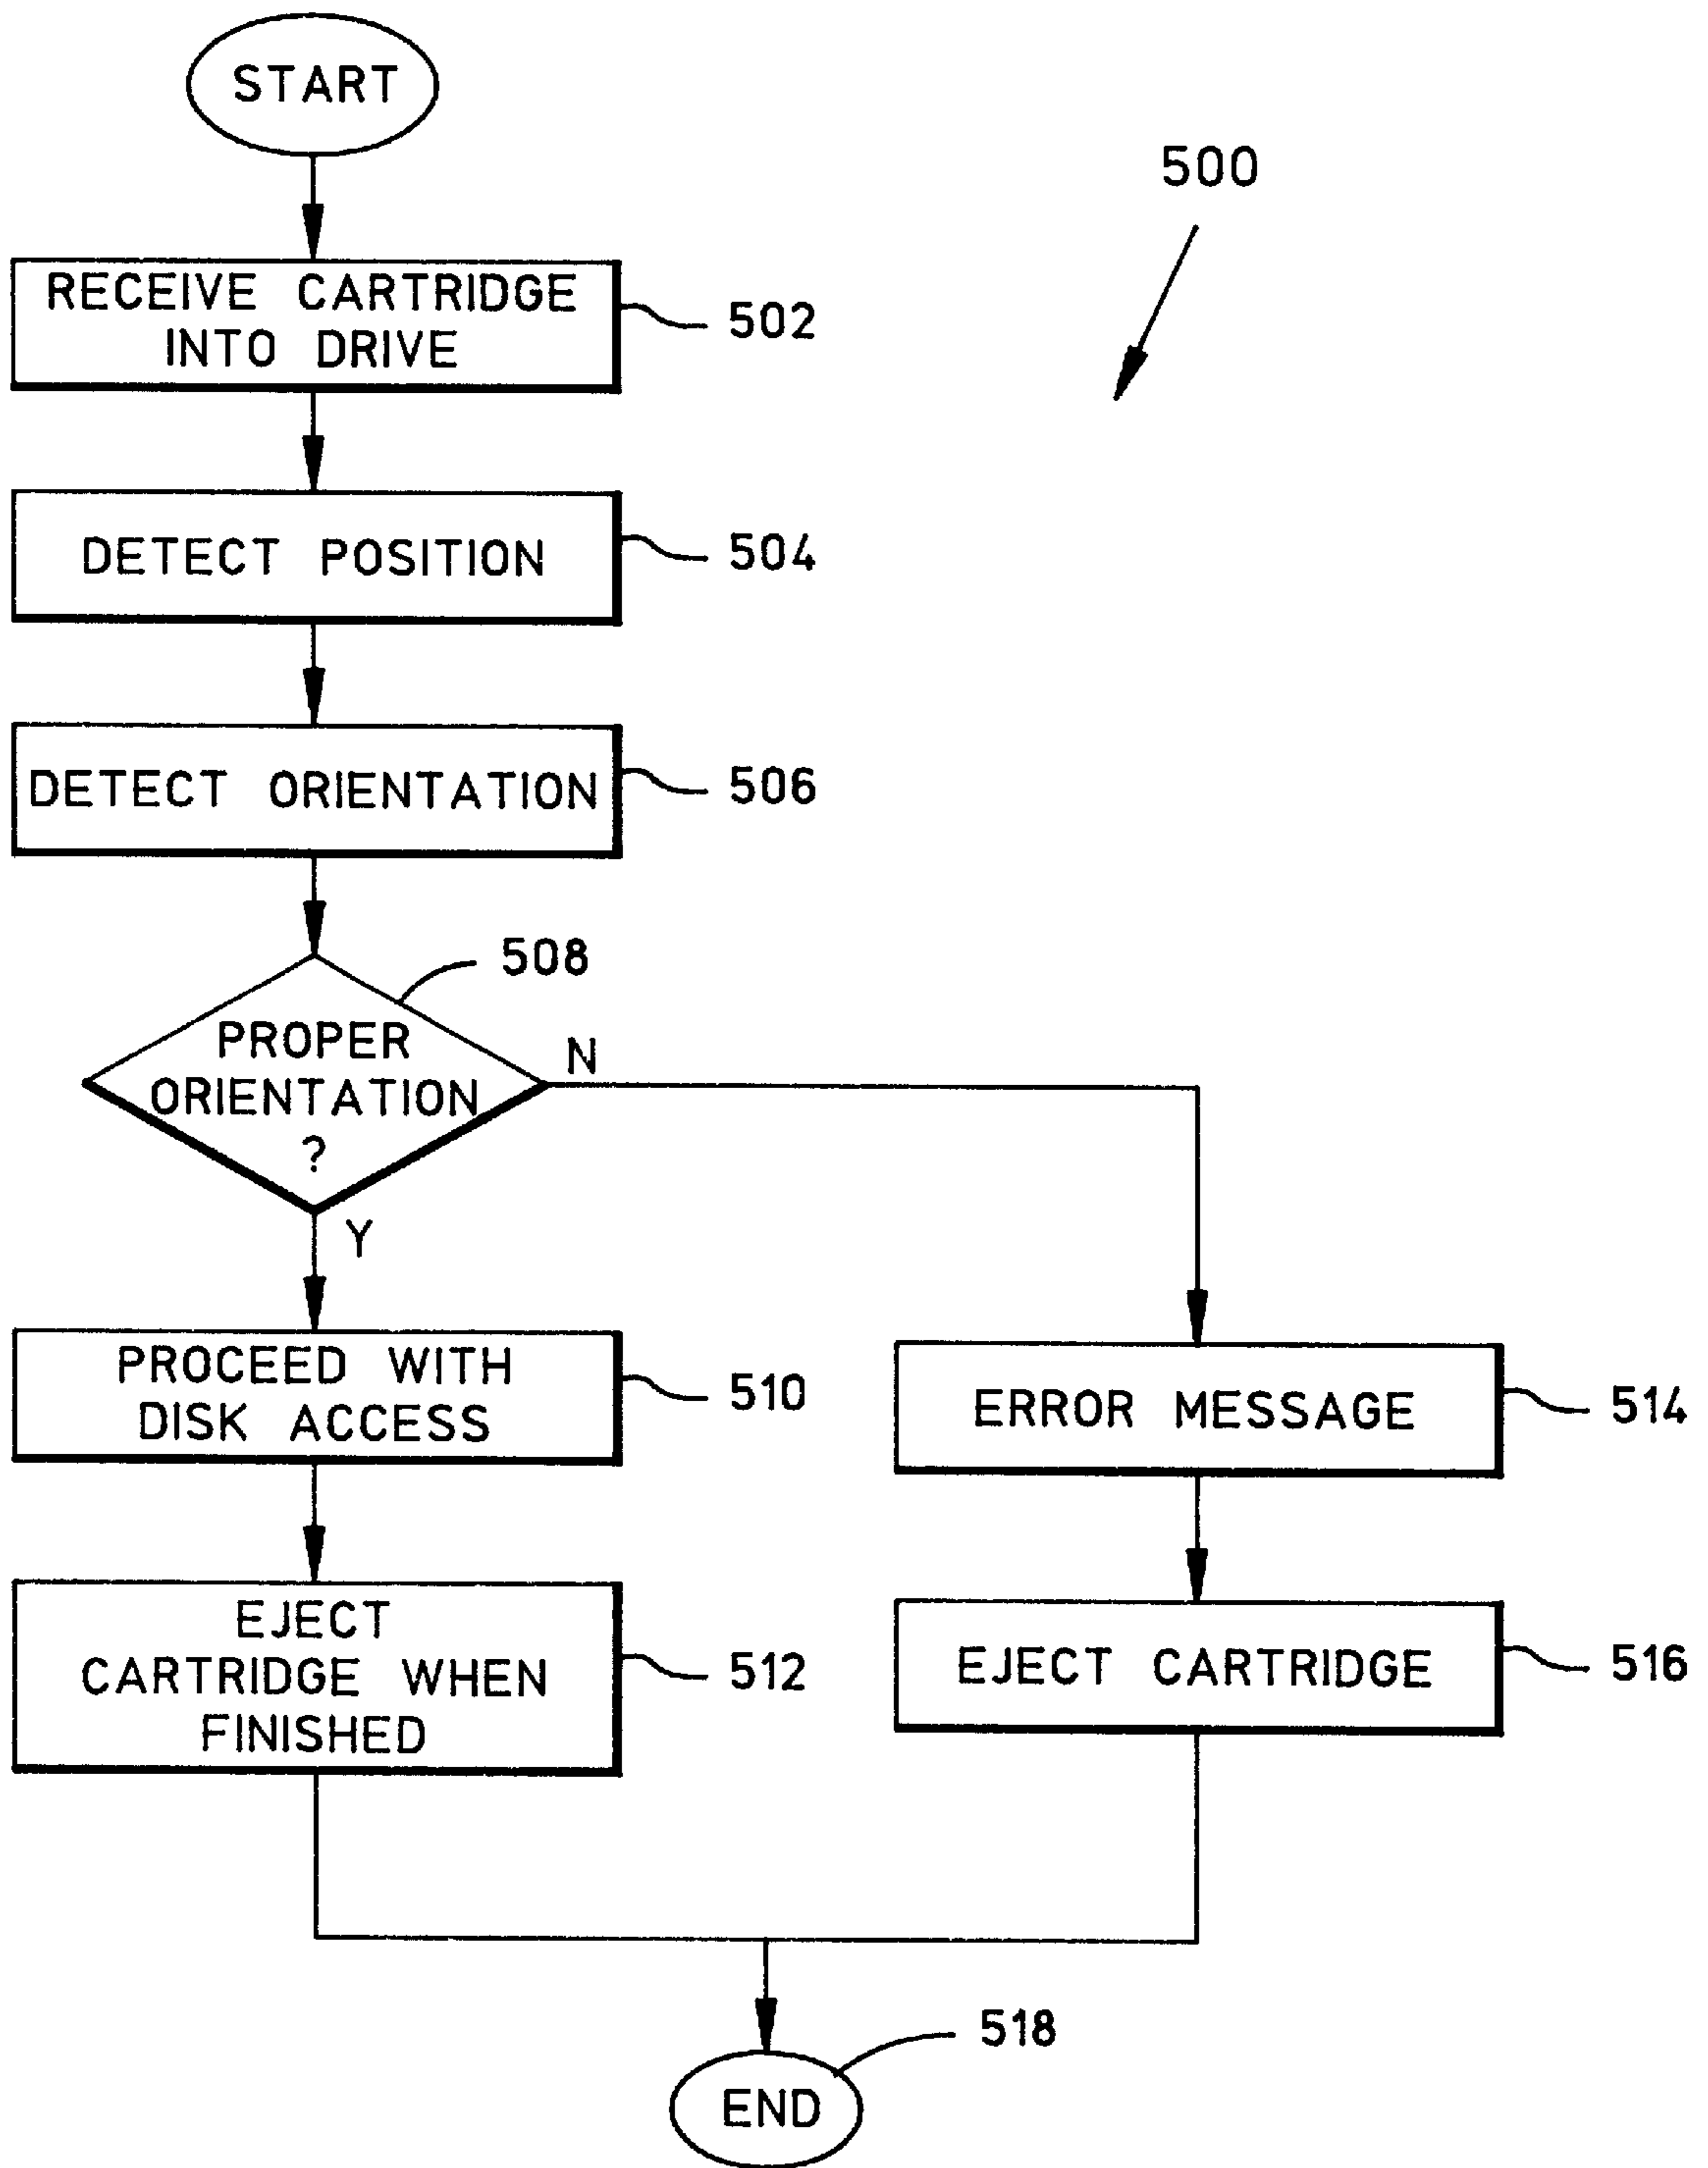 START
500
RECEIVE CARTRIDGE
INTO DRIVE
502
DETECT POSITION
504
DETECT ORIENTATION
506
508
PROPER
ORIENTATION
?
N
Y
PROCEED WITH
DISK ACCESS
510
ERROR MESSAGE
514
EJECT
CARTRIDGE WHEN
FINISHED
512
EJECT CARTRIDGE
516
518
END